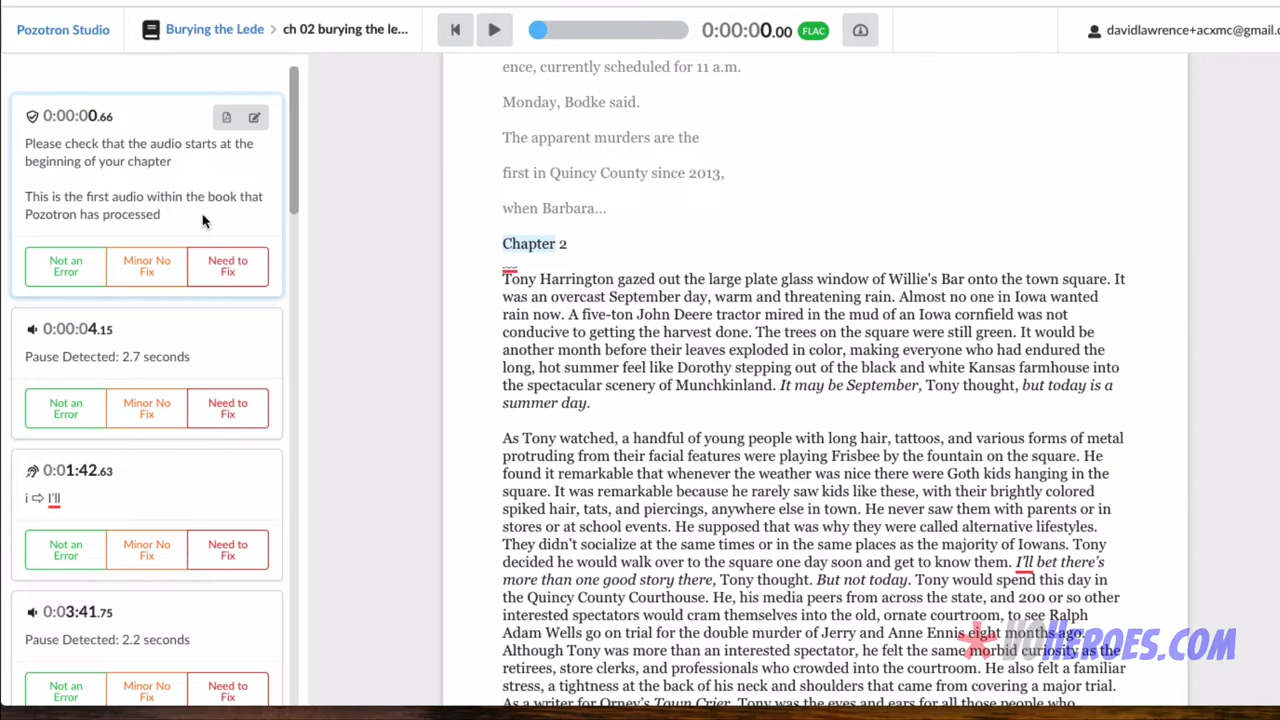 Pozotron Studio
Burying the Lede > ch 02 burying the le...
0:00:00.00 FLAC
davidlawrence+acxmc@gmail.c
0:00:00.66
Please check that the audio starts at the
beginning of your chapter
This is the first audio within the book that
Pozotron has processed
Not an Error
Minor No Fix
Need to Fix
0:00:04.15
Pause Detected: 2.7 seconds
Not an Error
Minor No Fix
Need to Fix
0:01:42.63
i ⇨ I'll
Not an Error
Minor No Fix
Need to Fix
0:03:41.75
Pause Detected: 2.2 seconds
Not an Error
Minor No Fix
Need to Fix
ence, currently scheduled for 11 a.m.
Monday, Bodke said.
The apparent murders are the
first in Quincy County since 2013,
when Barbara...
Chapter 2
Tony Harrington gazed out the large plate glass window of Willie's Bar onto the town square. It
was an overcast September day, warm and threatening rain. Almost no one in Iowa wanted
rain now. A five-ton John Deere tractor mired in the mud of an Iowa cornfield was not
conducive to getting the harvest done. The trees on the square were still green. It would be
another month before their leaves exploded in color, making everyone who had endured the
long, hot summer feel like Dorothy stepping out of the black and white Kansas farmhouse into
the spectacular scenery of Munchkinland. It may be September, Tony thought, but today is a
summer day.
As Tony watched, a handful of young people with long hair, tattoos, and various forms of metal
protruding from their facial features were playing Frisbee by the fountain on the square. He
found it remarkable that whenever the weather was nice there were Goth kids hanging in the
square. It was remarkable because he rarely saw kids like these, with their brightly colored
spiked hair, tats, and piercings, anywhere else in town. He never saw them with parents or in
stores or at school events. He supposed that was why they were called alternative lifestyles.
They didn't socialize at the same times or in the same places as the majority of Iowans. Tony
decided he would walk over to the square one day soon and get to know them. I'll bet there's
more than one good story there, Tony thought. But not today. Tony would spend this day in
the Quincy County Courthouse. He, his media peers from across the state, and 200 or so other
interested spectators would cram themselves into the old, ornate courtroom, to see Ralph
Adam Wells go on trial for the double murder of Jerry and Anne Ennis eight months ago.
Although Tony was more than an interested spectator, he felt the same morbid curiosity as the
retirees, store clerks, and professionals who crowded into the courtroom. He also felt a familiar
stress, a tightness at the back of his neck and shoulders that came from covering a major trial.
As a writer for Orney's Town Crier, Tony was the eyes and ears for all those people who
*VOHEROES.COM